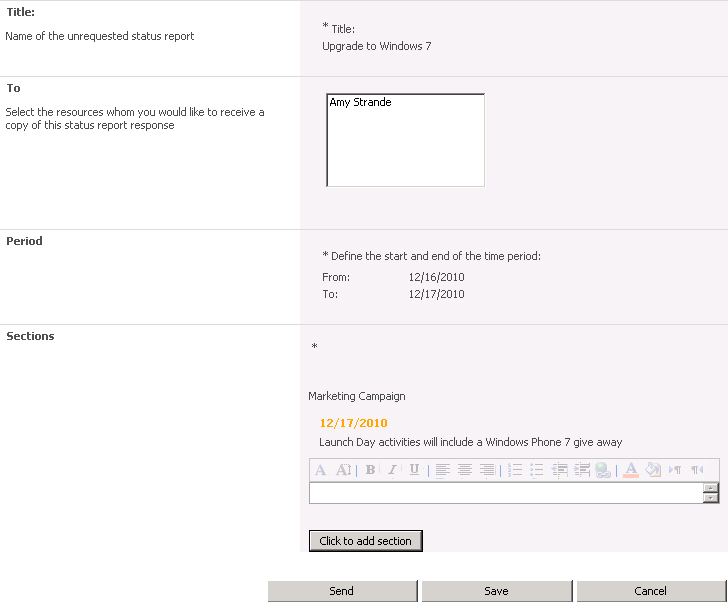 Title:
Name of the unrequested status report
* Title:
Upgrade to Windows 7
To
Select the resources whom you would like to receive a
copy of this status report response
Amy Strande
Period
* Define the start and end of the time period:
From: 12/16/2010
To: 12/17/2010
Sections
*
Marketing Campaign
12/17/2010
Launch Day activities will include a Windows Phone 7 give away
A A B I U A
Click to add section
Send Save Cancel